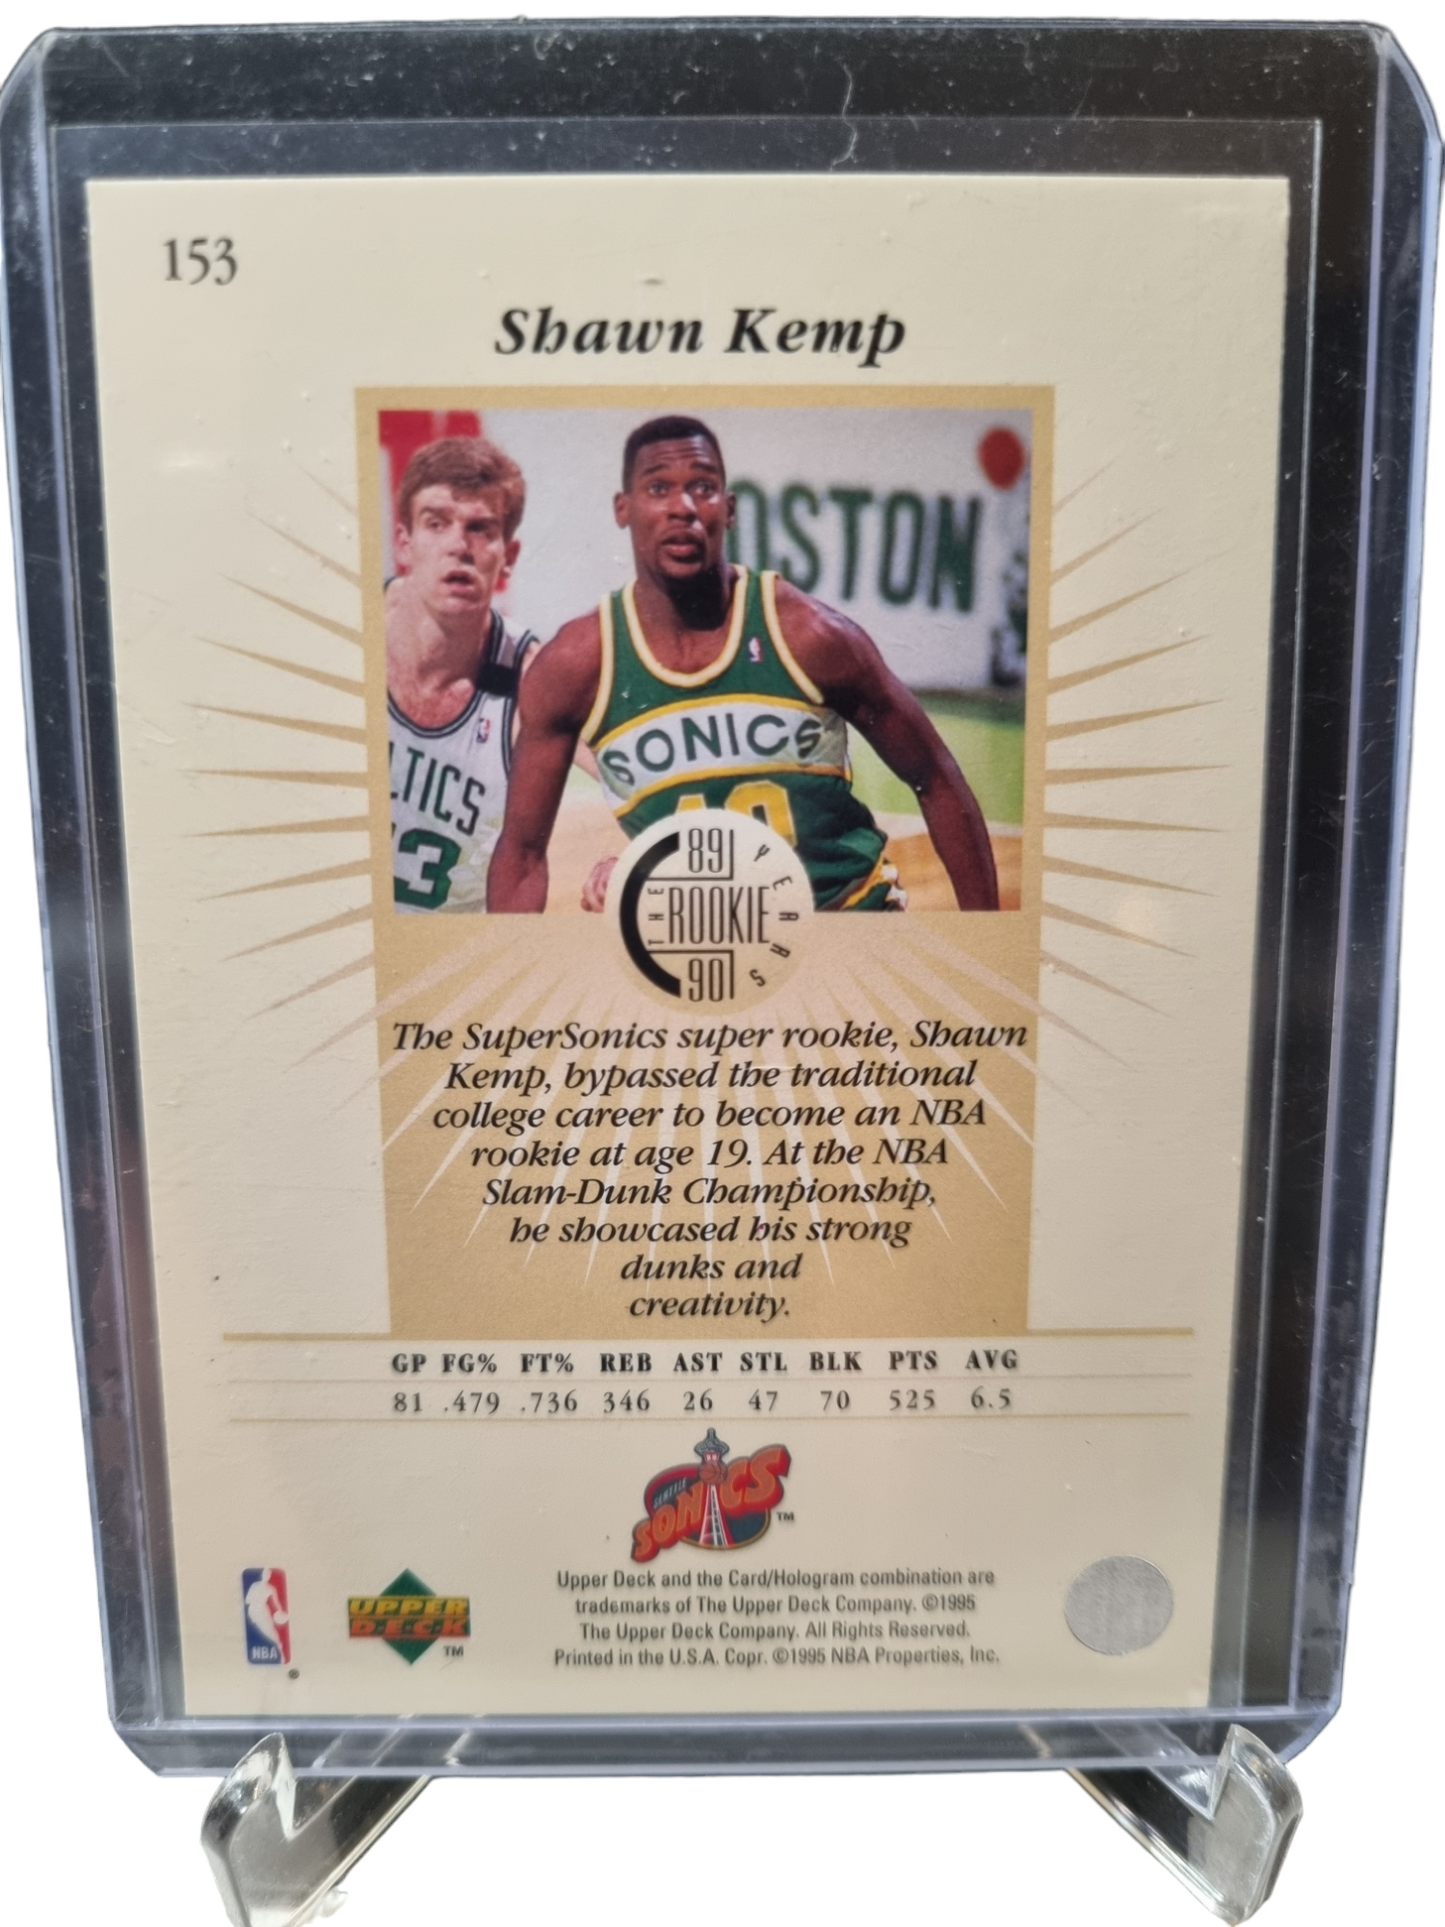 153
Shawn Kemp
BOSTON
SONICS
LTICS
10
3
89
THE ROOKIE YEARS
90
The SuperSonics super rookie, Shawn
Kemp, bypassed the traditional
college career to become an NBA
rookie at age 19. At the NBA
Slam-Dunk Championship,
he showcased his strong
dunks and
creativity.
GP FG% FT% REB AST STL BLK PTS AVG
81 .479 .736 346 26 47 70 525 6.5
SEATTLE
SONICS TM
Upper Deck and the Card/Hologram combination are
trademarks of The Upper Deck Company. ©1995
The Upper Deck Company. All Rights Reserved.
Printed in the U.S.A. Copr. ©1995 NBA Properties, Inc.
NBA ®
UPPER
DECK TM